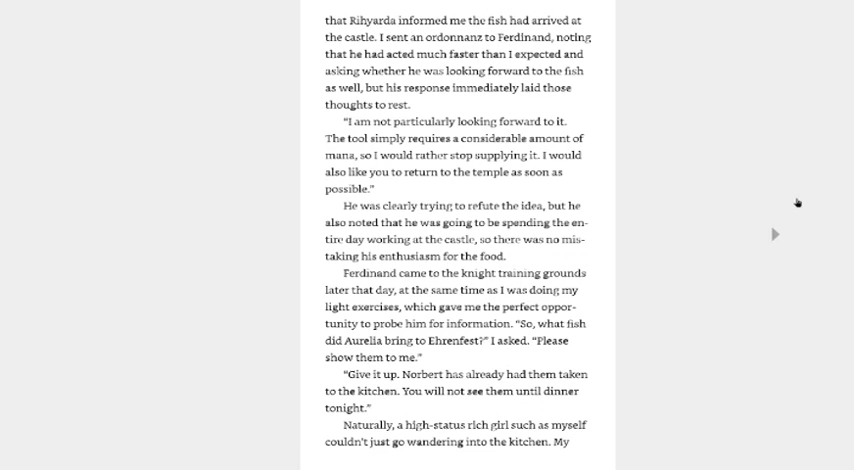 that Rihyarda informed me the fish had arrived at
the castle. I sent an ordonnanz to Ferdinand, noting
that he had acted much faster than I expected and
asking whether he was looking forward to the fish
as well, but his response immediately laid those
thoughts to rest.
“I am not particularly looking forward to it.
The tool simply requires a considerable amount of
mana, so I would rather stop supplying it. I would
also like you to return to the temple as soon as
possible.”
He was clearly trying to refute the idea, but he
also noted that he was going to be spending the en-
tire day working at the castle, so there was no mis-
taking his enthusiasm for the food.
Ferdinand came to the knight training grounds
later that day, at the same time as I was doing my
light exercises, which gave me the perfect oppor-
tunity to probe him for information. “So, what fish
did Aurelia bring to Ehrenfest?” I asked. “Please
show them to me.”
“Give it up. Norbert has already had them taken
to the kitchen. You will not see them until dinner
tonight.”
Naturally, a high-status rich girl such as myself
couldn’t just go wandering into the kitchen. My